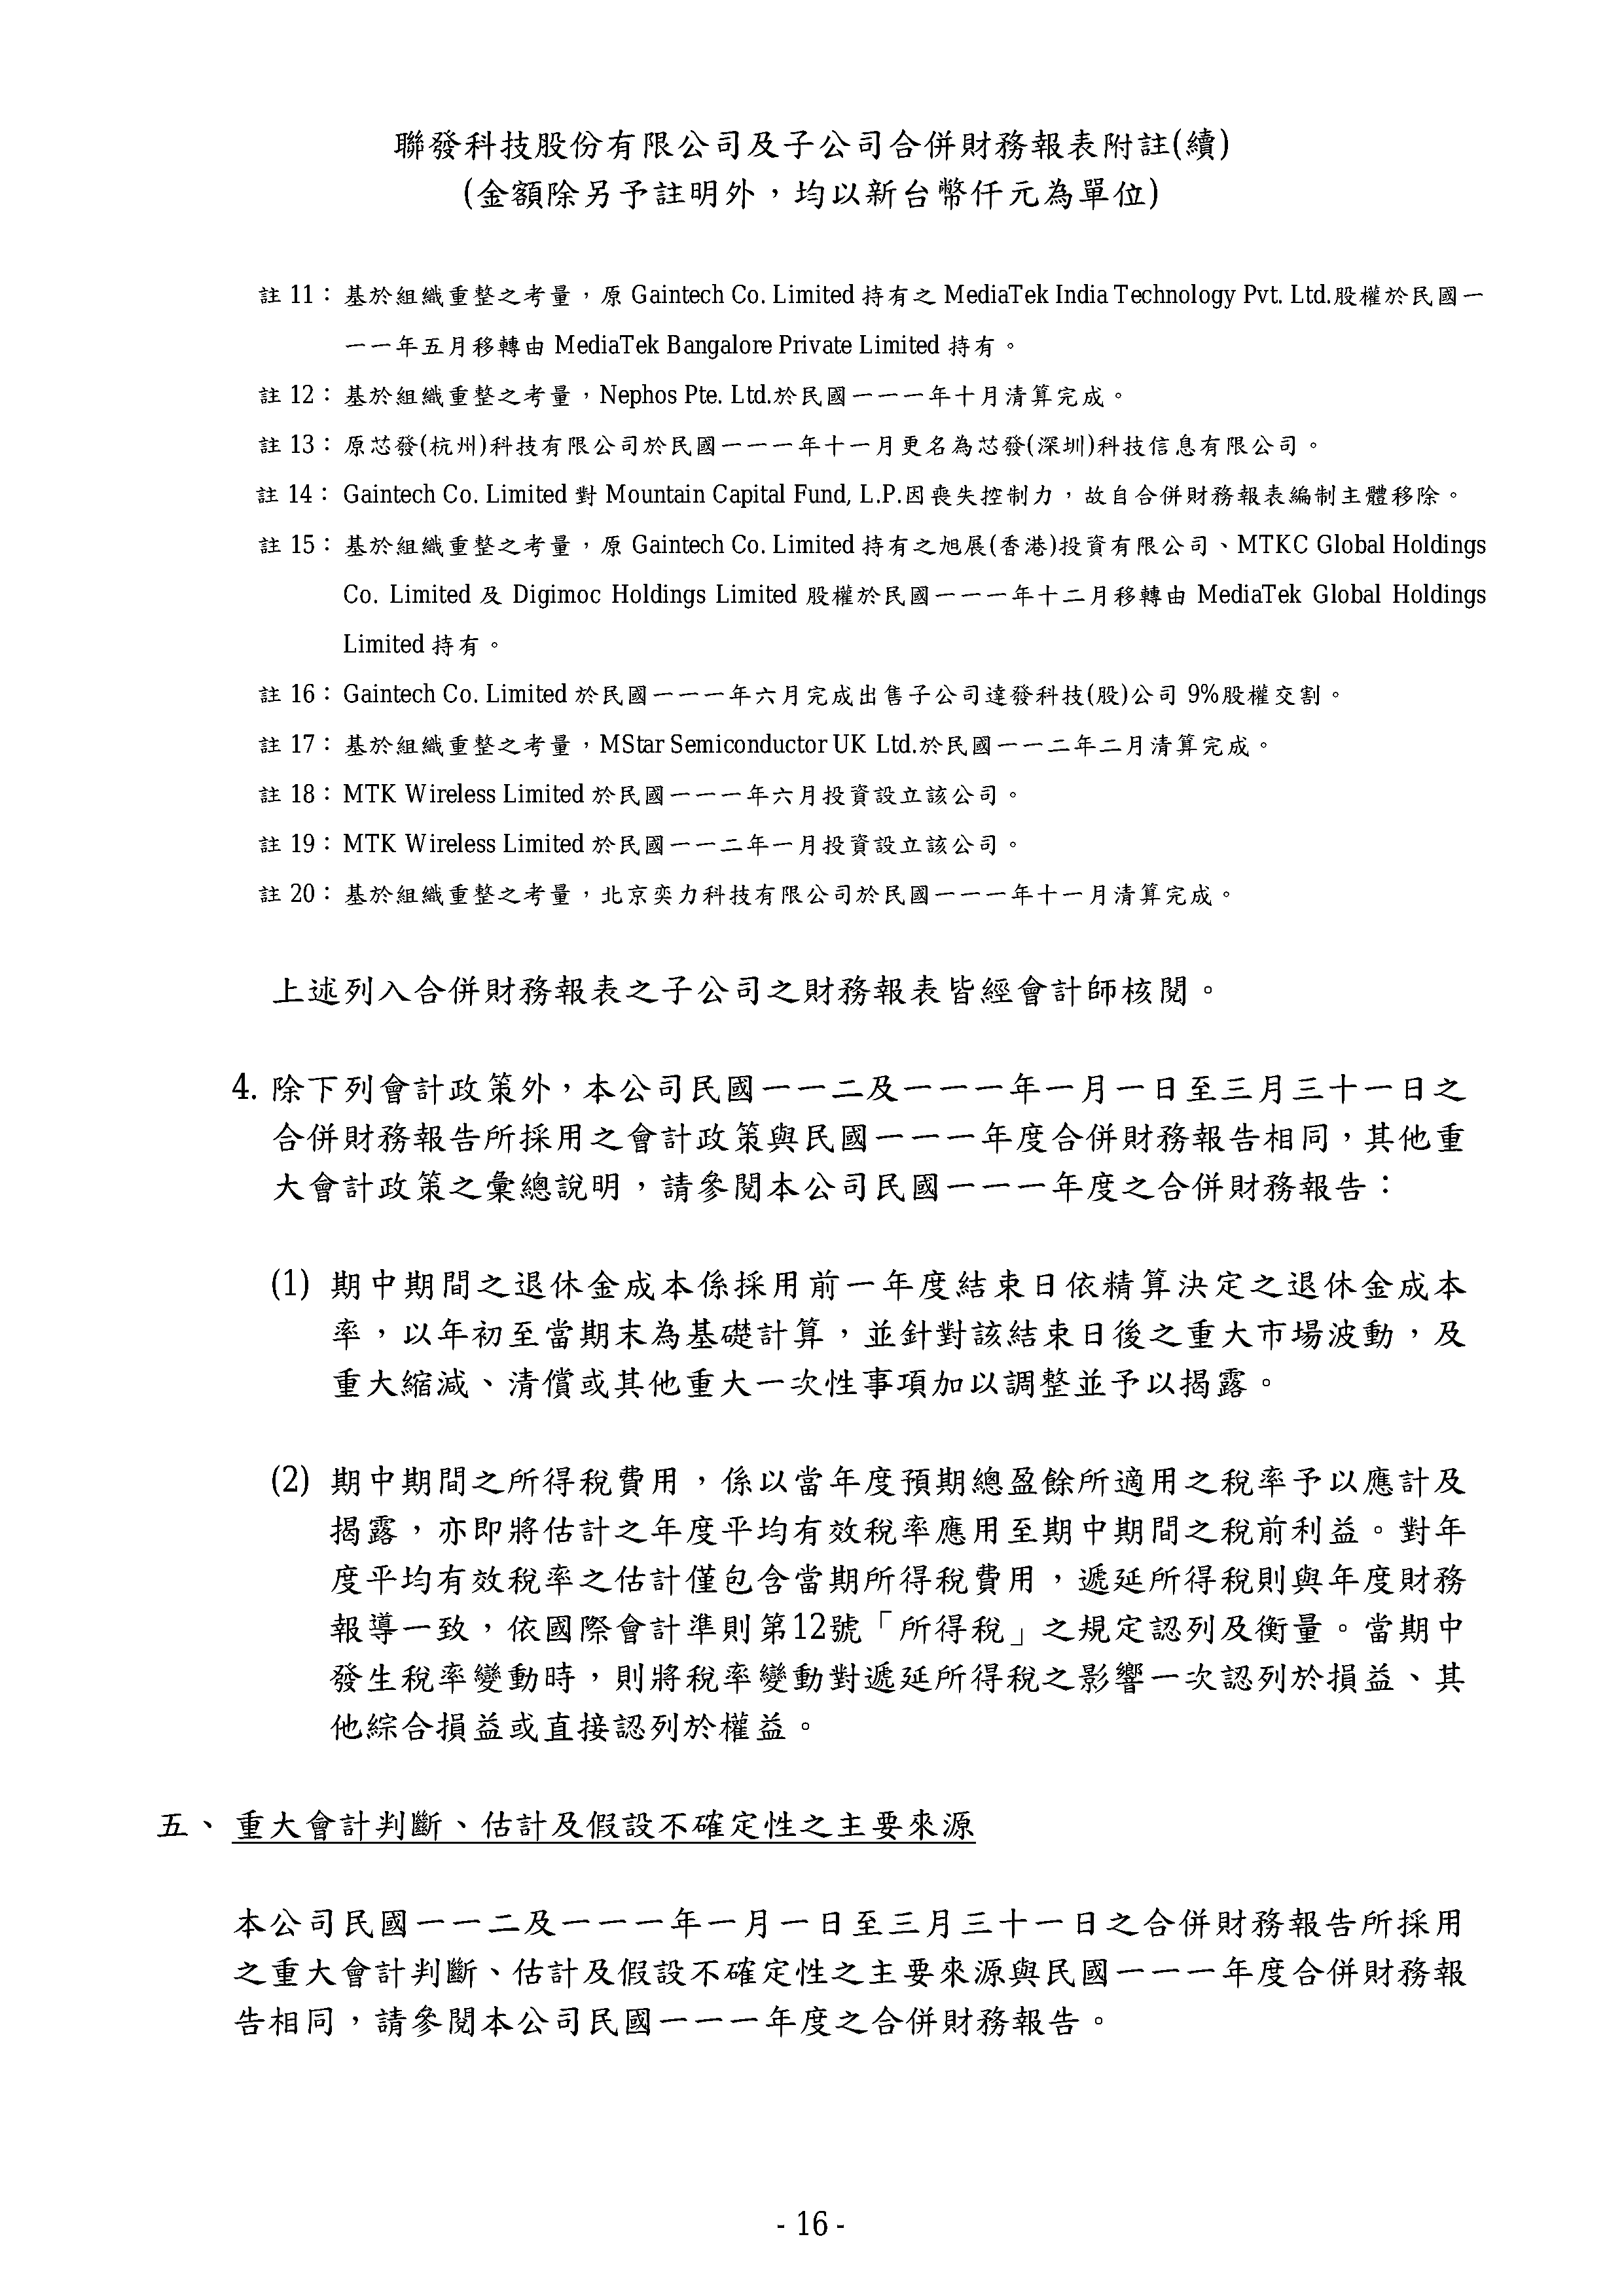 聯發科技股份有限公司及子公司合併財務報表附註(續)
(金額除另予註明外，均以新台幣仟元為單位)
註 11：基於組織重整之考量，原 Gaintech Co. Limited 持有之 MediaTek India Technology Pvt. Ltd.股權於民國一
一一年五月移轉由 MediaTek Bangalore Private Limited 持有。
註 12：基於組織重整之考量，Nephos Pte. Ltd.於民國一一一年十月清算完成。
註 13：原芯發(杭州)科技有限公司於民國一一一年十一月更名為芯發(深圳)科技信息有限公司。
註 14：Gaintech Co. Limited 對 Mountain Capital Fund, L.P.因喪失控制力，故自合併財務報表編制主體移除。
註 15：基於組織重整之考量，原 Gaintech Co. Limited 持有之旭展(香港)投資有限公司、MTKC Global Holdings
Co. Limited 及 Digimoc Holdings Limited 股權於民國一一一年十二月移轉由 MediaTek Global Holdings
Limited 持有。
註 16：Gaintech Co. Limited 於民國一一一年六月完成出售子公司達發科技(股)公司 9%股權交割。
註 17：基於組織重整之考量，MStar Semiconductor UK Ltd.於民國一一二年二月清算完成。
註 18：MTK Wireless Limited 於民國一一一年六月投資設立該公司。
註 19：MTK Wireless Limited 於民國一一二年一月投資設立該公司。
註 20：基於組織重整之考量，北京奕力科技有限公司於民國一一一年十一月清算完成。
上述列入合併財務報表之子公司之財務報表皆經會計師核閱。
4. 除下列會計政策外，本公司民國一一二及一一一年一月一日至三月三十一日之
合併財務報告所採用之會計政策與民國一一一年度合併財務報告相同，其他重
大會計政策之彙總說明，請參閱本公司民國一一一年度之合併財務報告：
(1) 期中期間之退休金成本係採用前一年度結束日依精算決定之退休金成本
率，以年初至當期末為基礎計算，並針對該結束日後之重大市場波動，及
重大縮減、清償或其他重大一次性事項加以調整並予以揭露。
(2) 期中期間之所得稅費用，係以當年度預期總盈餘所適用之稅率予以應計及
揭露，亦即將估計之年度平均有效稅率應用至期中期間之稅前利益。對年
度平均有效稅率之估計僅包含當期所得稅費用，遞延所得稅則與年度財務
報導一致，依國際會計準則第12號「所得稅」之規定認列及衡量。當期中
發生稅率變動時，則將稅率變動對遞延所得稅之影響一次認列於損益、其
他綜合損益或直接認列於權益。
五、重大會計判斷、估計及假設不確定性之主要來源
本公司民國一一二及一一一年一月一日至三月三十一日之合併財務報告所採用
之重大會計判斷、估計及假設不確定性之主要來源與民國一一一年度合併財務報
告相同，請參閱本公司民國一一一年度之合併財務報告。
- 16 -